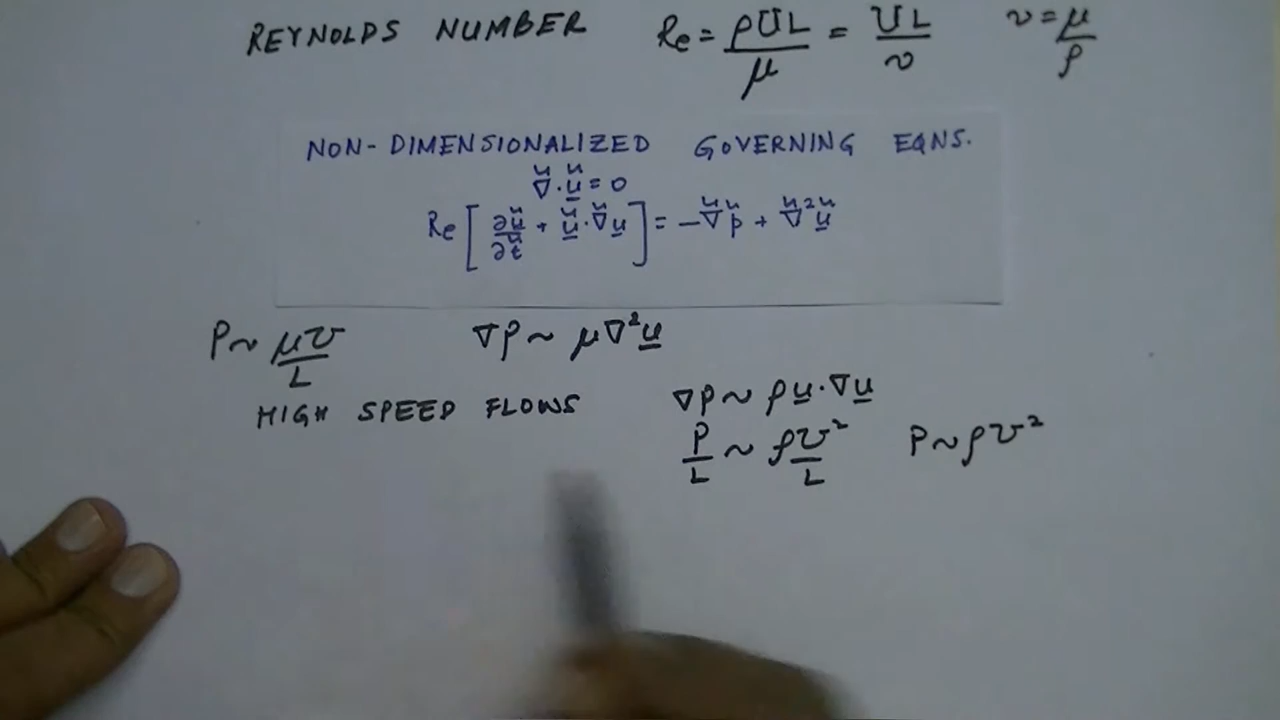 REYNOLDS NUMBER Re = ρUL/μ = UL/ν ν = μ/ρ
NON-DIMENSIONALIZED GOVERNING EQNS.
∇̃·ũ = 0
Re [∂ũ/∂t̃ + ũ·∇̃ũ] = -∇̃p̃ + ∇̃²ũ
P ~ μU/L ∇p ~ μ∇²u
HIGH SPEED FLOWS ∇p ~ ρu·∇u
P/L ~ ρU²/L P ~ ρU²